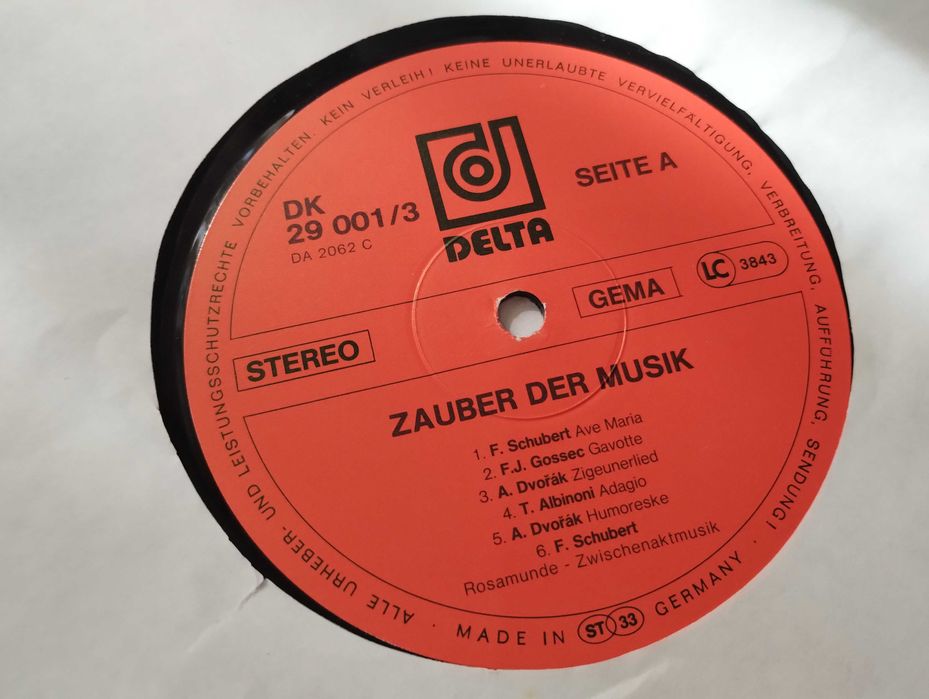 ALLE URHEBER- UND LEISTUNGSSCHUTZRECHTE VORBEHALTEN. KEIN VERLEIH! KEINE UNERLAUBTE VERVIELFÄLTIGUNG, VERBREITUNG, AUFFÜHRUNG, SENDUNG!
DK
29 001/3
DA 2062 C
DELTA
SEITE A
STEREO
GEMA
LC 3843
ZAUBER DER MUSIK
1. F. Schubert Ave Maria
2. F.J. Gossec Gavotte
3. A. Dvořák Zigeunerlied
4. T. Albinoni Adagio
5. A. Dvořák Humoreske
6. F. Schubert
Rosamunde - Zwischenaktmusik
· MADE IN ST 33 GERMANY ·